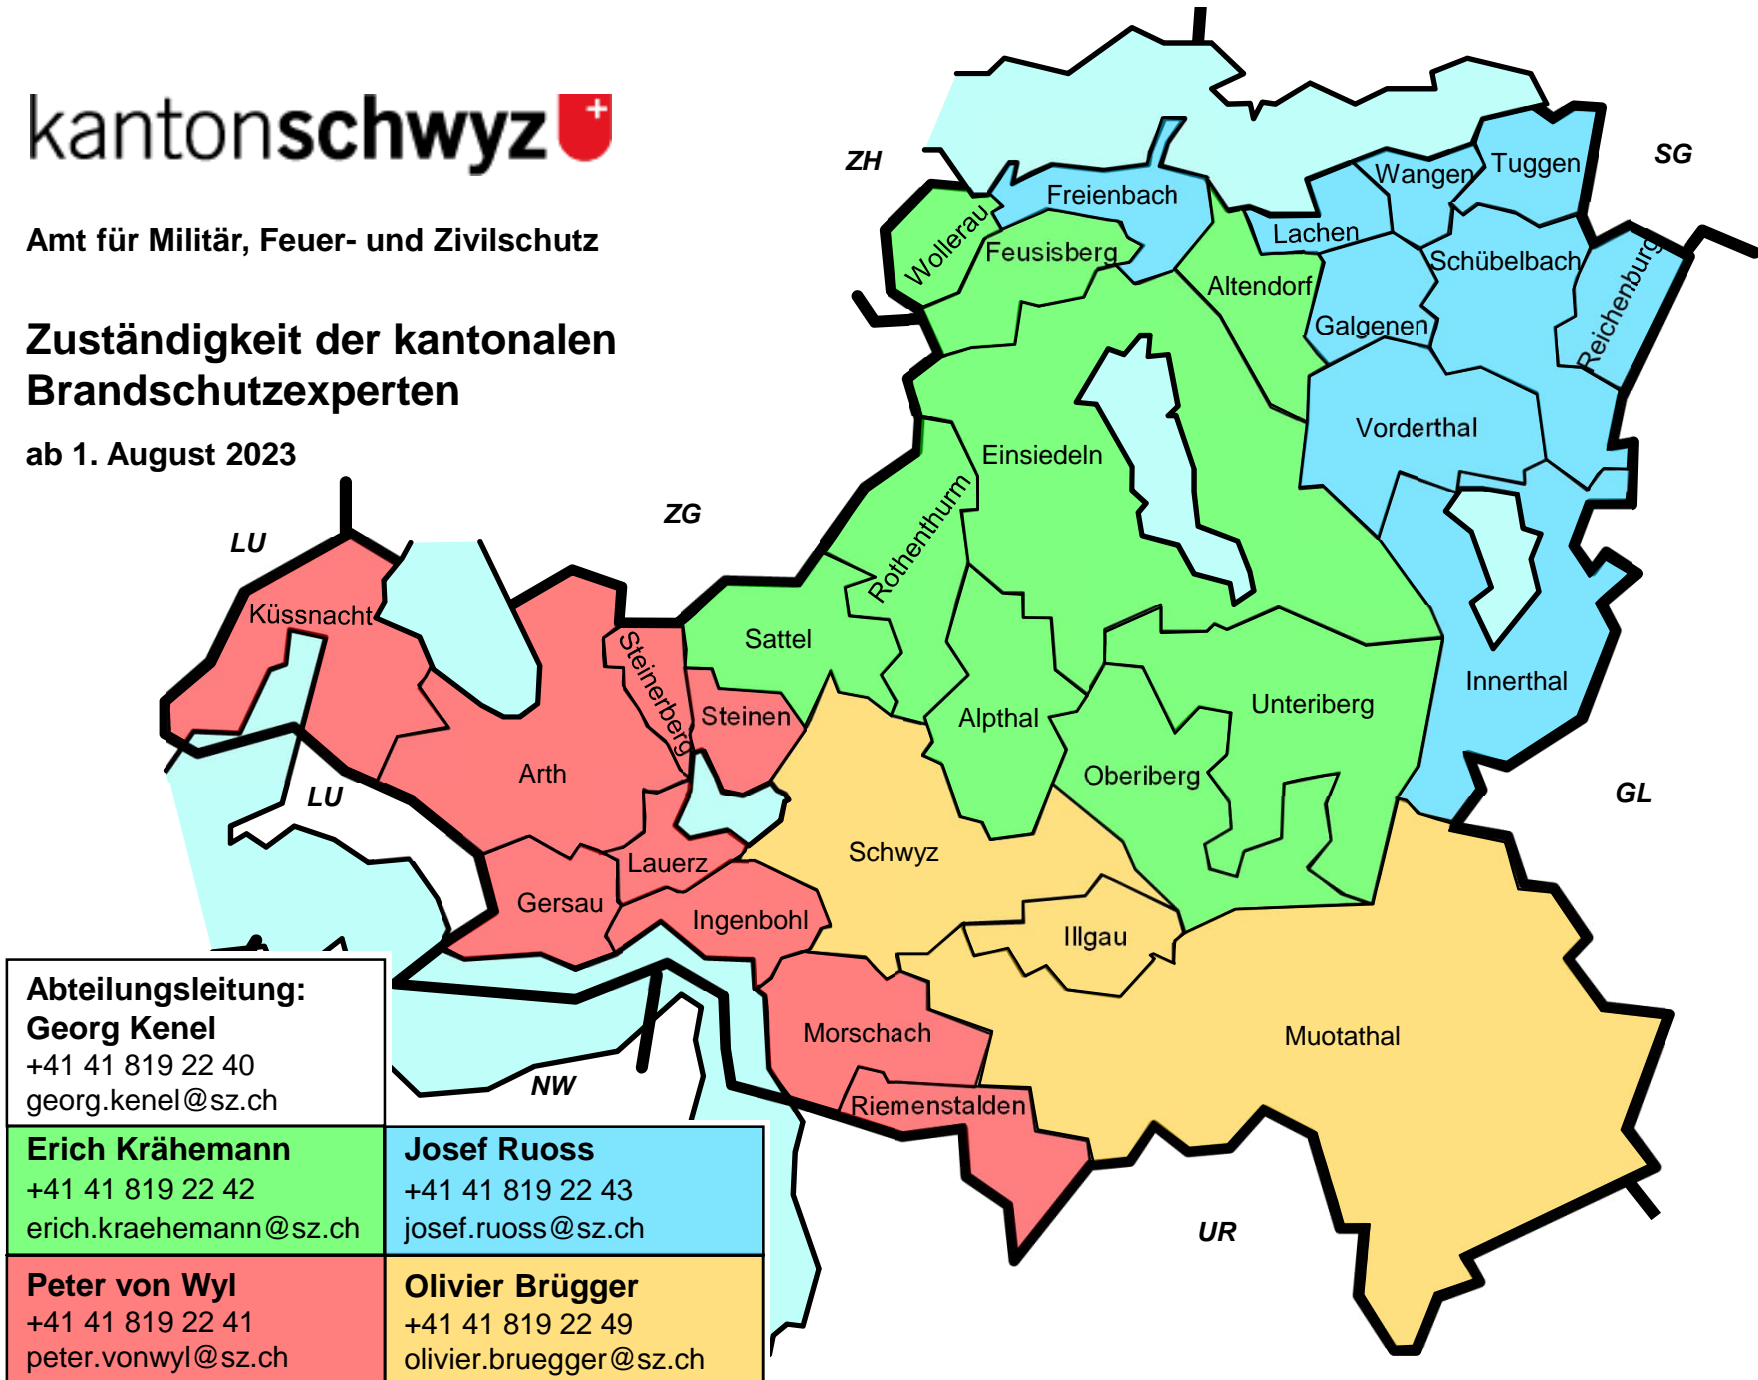 kantonschwyz
Amt für Militär, Feuer- und Zivilschutz
Zuständigkeit der kantonalen
Brandschutzexperten
ab 1. August 2023
ZH
SG
ZG
LU
LU
GL
NW
UR
Wollerau
Freienbach
Feusisberg
Wangen
Tuggen
Lachen
Altendorf
Schübelbach
Galgenen
Reichenburg
Vorderthal
Einsiedeln
Rothenthurm
Küssnacht
Sattel
Steinerberg
Steinen
Alpthal
Unteriberg
Innerthal
Arth
Oberiberg
Lauerz
Schwyz
Gersau
Ingenbohl
Illgau
Morschach
Muotathal
Riemenstalden
Abteilungsleitung:
Georg Kenel
+41 41 819 22 40
georg.kenel@sz.ch
Erich Krähemann
+41 41 819 22 42
erich.kraehemann@sz.ch
Josef Ruoss
+41 41 819 22 43
josef.ruoss@sz.ch
Peter von Wyl
+41 41 819 22 41
peter.vonwyl@sz.ch
Olivier Brügger
+41 41 819 22 49
olivier.bruegger@sz.ch